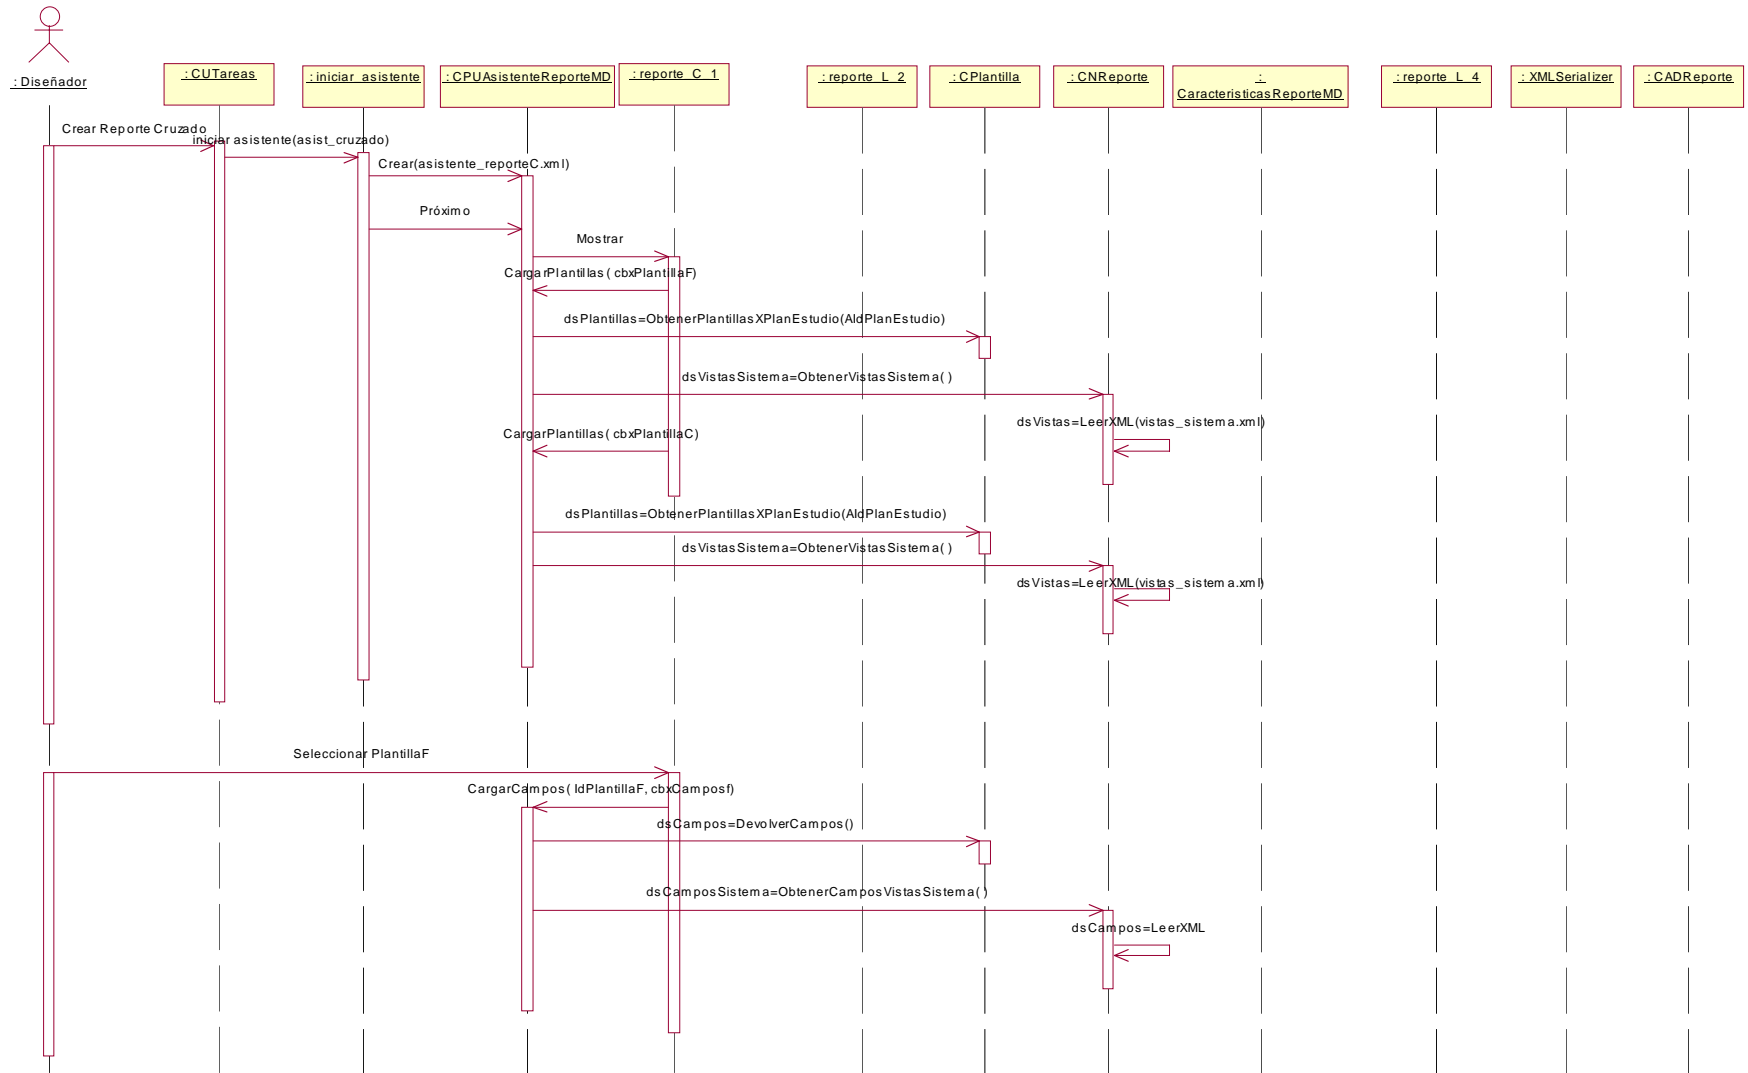 : Diseñador
: CUTareas
: iniciar_asistente
: CPUAsistenteReporteMD
: reporte_C_1
: reporte_L_2
: CPlantilla
: CNReporte
:
CaracteristicasReporteMD
: reporte_L_4
: XMLSerializer
: CADReporte
Crear Reporte Cruzado
iniciar asistente(asist_cruzado)
Crear(asistente_reporteC.xml)
Próximo
Mostrar
CargarPlantillas( cbxPlantillaF)
dsPlantillas=ObtenerPlantillasXPlanEstudio(AIdPlanEstudio)
dsVistasSistema=ObtenerVistasSistema( )
dsVistas=LeerXML(vistas_sistema.xml)
CargarPlantillas( cbxPlantillaC)
dsPlantillas=ObtenerPlantillasXPlanEstudio(AIdPlanEstudio)
dsVistasSistema=ObtenerVistasSistema( )
dsVistas=LeerXML(vistas_sistema.xml)
Seleccionar PlantillaF
CargarCampos( IdPlantillaF, cbxCamposf)
dsCampos=DevolverCampos()
dsCamposSistema=ObtenerCamposVistasSistema( )
dsCampos=LeerXML